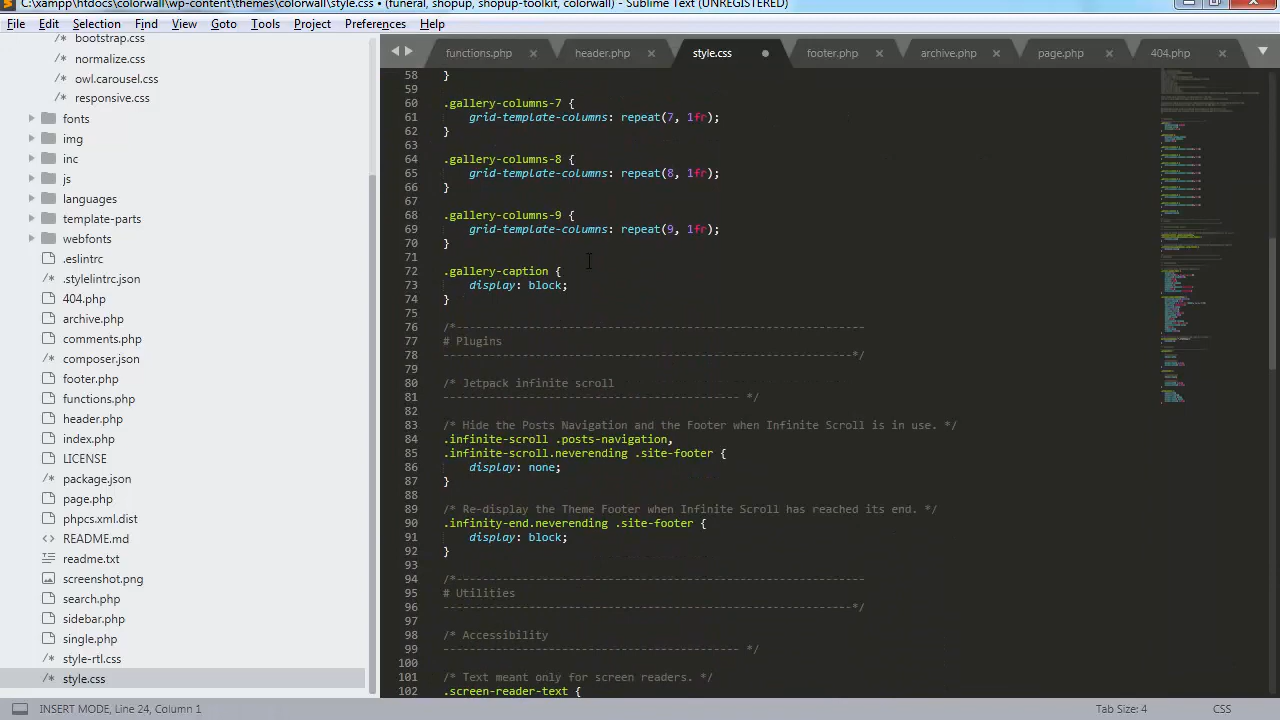 C:\xampp\htdocs\colorwall\wp-content\themes\colorwall\style.css • (funeral, shopup, shopup-toolkit, colorwall) - Sublime Text (UNREGISTERED)
File Edit Selection Find View Goto Tools Project Preferences Help
functions.php header.php style.css footer.php archive.php page.php 404.php
/* bootstrap.css
/* normalize.css
/* owl.carousel.css
/* responsive.css
img
inc
js
languages
template-parts
webfonts
.eslintrc
.stylelintrc.json
404.php
archive.php
comments.php
composer.json
footer.php
functions.php
header.php
index.php
LICENSE
package.json
page.php
phpcs.xml.dist
README.md
readme.txt
screenshot.png
search.php
sidebar.php
single.php
/* style-rtl.css
/* style.css
58 }
59
60 .gallery-columns-7 {
61 grid-template-columns: repeat(7, 1fr);
62 }
63
64 .gallery-columns-8 {
65 grid-template-columns: repeat(8, 1fr);
66 }
67
68 .gallery-columns-9 {
69 grid-template-columns: repeat(9, 1fr);
70 }
71
72 .gallery-caption {
73 display: block;
74 }
75
76 /*--------------------------------------------------------------
77 # Plugins
78 --------------------------------------------------------------*/
79
80 /* Jetpack infinite scroll
81 --------------------------------------------- */
82
83 /* Hide the Posts Navigation and the Footer when Infinite Scroll is in use. */
84 .infinite-scroll .posts-navigation,
85 .infinite-scroll.neverending .site-footer {
86 display: none;
87 }
88
89 /* Re-display the Theme Footer when Infinite Scroll has reached its end. */
90 .infinity-end.neverending .site-footer {
91 display: block;
92 }
93
94 /*--------------------------------------------------------------
95 # Utilities
96 --------------------------------------------------------------*/
97
98 /* Accessibility
99 --------------------------------------------- */
100
101 /* Text meant only for screen readers. */
102 .screen-reader-text {
INSERT MODE, Line 24, Column 1 Tab Size: 4 CSS